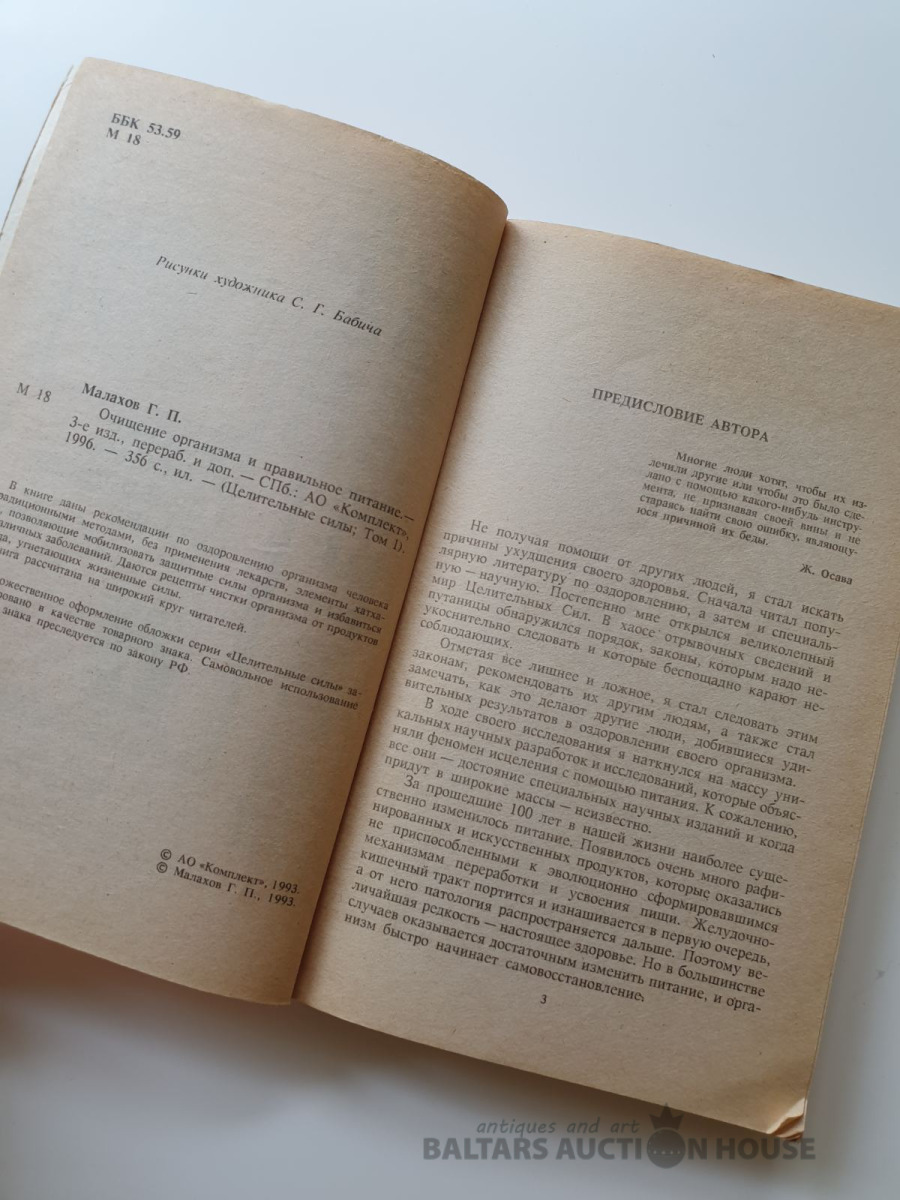 ББК 53.59
М 18
Рисунки художника С. Г. Бабича
М 18
Малахов Г. П.
Очищение организма и правильное питание.—
3-е изд., перераб. и доп. — СПб.: АО «Комплект»,
1996. — 356 с., ил. — (Целительные силы; Том 1).
В книге даны рекомендации по оздоровлению организма человека
методами, без применения лекарств, элементы хатха-
позволяющие мобилизовать защитные силы организма и избавиться
заболеваний. Даются рецепты чистки организма от продуктов
угнетающих жизненные силы.
рассчитана на широкий круг читателей.
оформление обложки серии «Целительные силы» за-
в качестве товарного знака. Самовольное использование
знака преследуется по закону РФ.
© АО «Комплект», 1993.
© Малахов Г. П., 1993.
ПРЕДИСЛОВИЕ АВТОРА
Многие люди хотят, чтобы их из-
лечили другие или чтобы это было сде-
лано с помощью какого-нибудь инстру-
мента, не признавая своей вины и не
стараясь найти свою ошибку, являющу-
юся причиной их беды.
Ж. Осава
Не получая помощи от других людей, я стал искать
причины ухудшения своего здоровья. Сначала читал попу-
лярную литературу по оздоровлению, а затем и специаль-
ную — научную. Постепенно мне открылся великолепный
мир Целительных Сил. В хаосе отрывочных сведений и
путаницы обнаружился порядок, законы, которым надо не-
укоснительно следовать и которые беспощадно карают не-
соблюдающих.
Отметая все лишнее и ложное, я стал следовать этим
законам, рекомендовать их другим людям, а также стал
замечать, как это делают другие люди, добившиеся уди-
вительных результатов в оздоровлении своего организма.
В ходе своего исследования я наткнулся на массу уни-
кальных научных разработок и исследований, которые объяс-
няли феномен исцеления с помощью питания. К сожалению,
все они — достояние специальных научных изданий и когда
придут в широкие массы — неизвестно.
За прошедшие 100 лет в нашей жизни наиболее суще-
ственно изменилось питание. Появилось очень много рафи-
нированных и искусственных продуктов, которые оказались
не приспособленными к эволюционно сформировавшимся
механизмам переработки и усвоения пищи. Желудочно-
кишечный тракт портится и изнашивается в первую очередь,
а от него патология распространяется дальше. Поэтому ве-
личайшая редкость — настоящее здоровье. Но в большинстве
случаев оказывается достаточным изменить питание, и орга-
низм быстро начинает самовосстановление.
3
antiques and art
BALTARS AUCTION HOUSE